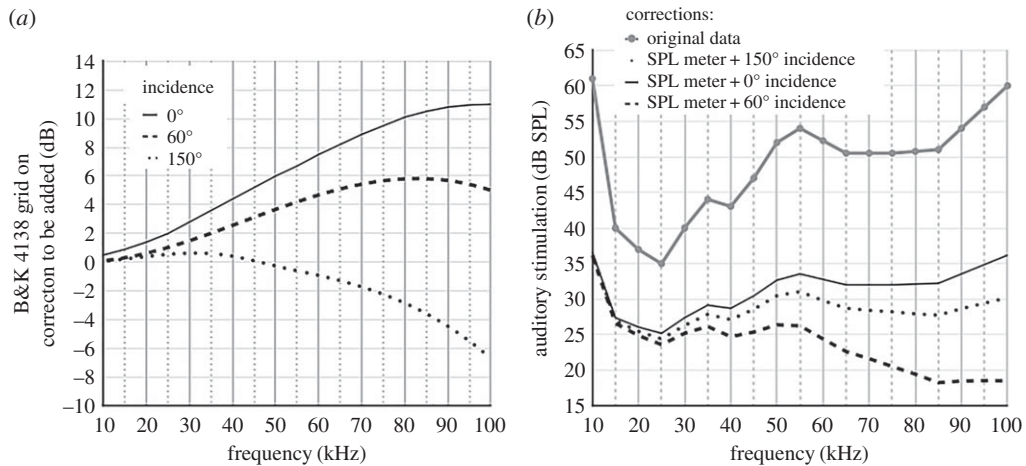 (a)
B&K 4138 grid on
correcton to be added (dB)
14
12
10
8
6
4
2
0
–2
–4
–6
–8
–10
incidence
0°
60°
150°
10 20 30 40 50 60 70 80 90 100
frequency (kHz)
(b)
corrections:
original data
SPL meter + 150° incidence
SPL meter + 0° incidence
SPL meter + 60° incidence
auditory stimulation (dB SPL)
65
60
55
50
45
40
35
30
25
20
15
10 20 30 40 50 60 70 80 90 100
frequency (kHz)